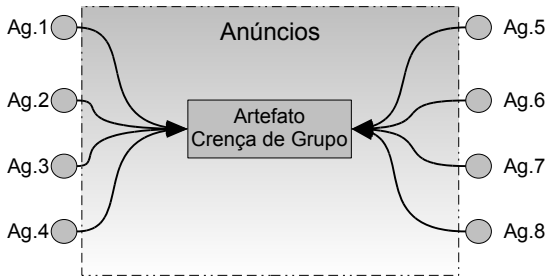 Anúncios
Ag.1
Ag.2
Ag.3
Ag.4
Artefato
Crença de Grupo
Ag.5
Ag.6
Ag.7
Ag.8